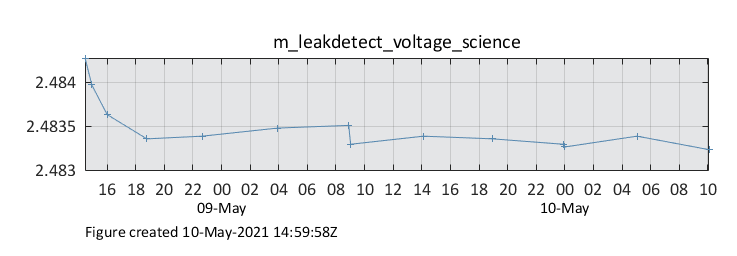 m_leakdetect_voltage_science
2.484
2.4835
2.483
16 18 20 22 00 02 04 06 08 10 12 14 16 18 20 22 00 02 04 06 08 10
09-May 10-May
Figure created 10-May-2021 14:59:58Z